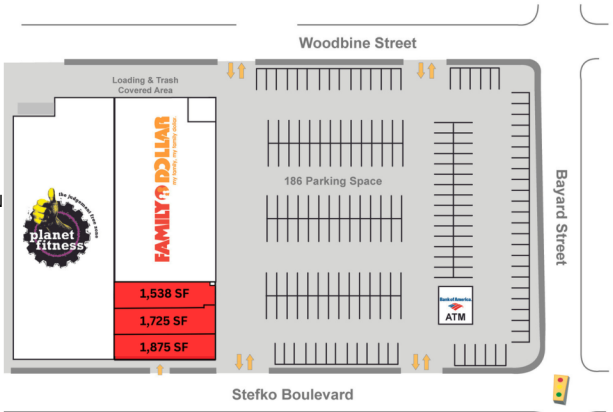 Woodbine Street
Loading & Trash
Covered Area
FAMILY DOLLAR
my family, my family dollar.
186 Parking Space
the judgement free zone
planet
fitness
Bayard Street
1,538 SF
1,725 SF
1,875 SF
Bank of America.
ATM
Stefko Boulevard